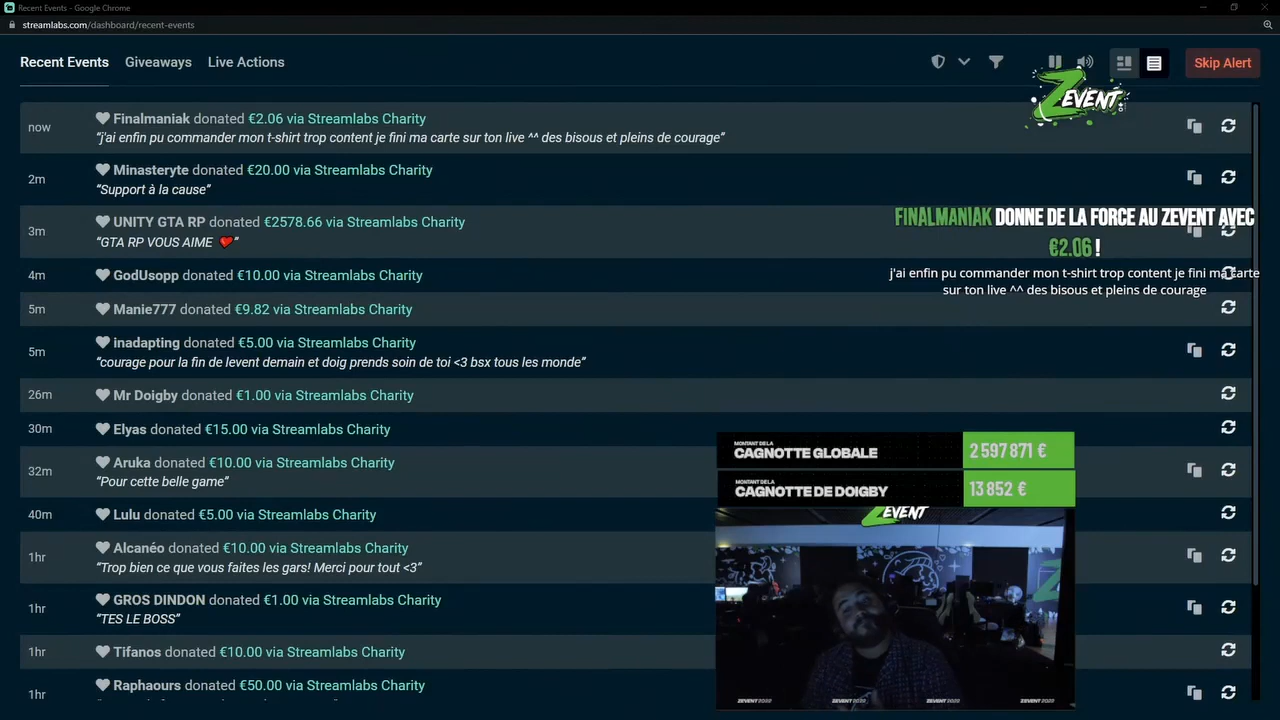 Recent Events - Google Chrome
streamlabs.com/dashboard/recent-events
Recent Events
Giveaways
Live Actions
Skip Alert
ZEVENT
now
Finalmaniak donated €2.06 via Streamlabs Charity
“j'ai enfin pu commander mon t-shirt trop content je fini ma carte sur ton live ^^ des bisous et pleins de courage”
2m
Minasteryte donated €20.00 via Streamlabs Charity
“Support à la cause”
3m
UNITY GTA RP donated €2578.66 via Streamlabs Charity
“GTA RP VOUS AIME ❤”
FINALMANIAK DONNE DE LA FORCE AU ZEVENT AVEC
€2.06 !
j'ai enfin pu commander mon t-shirt trop content je fini ma carte
sur ton live ^^ des bisous et pleins de courage
4m
GodUsopp donated €10.00 via Streamlabs Charity
5m
Manie777 donated €9.82 via Streamlabs Charity
5m
inadapting donated €5.00 via Streamlabs Charity
“courage pour la fin de levent demain et doig prends soin de toi <3 bsx tous les monde”
26m
Mr Doigby donated €1.00 via Streamlabs Charity
30m
Elyas donated €15.00 via Streamlabs Charity
32m
Aruka donated €10.00 via Streamlabs Charity
“Pour cette belle game”
40m
Lulu donated €5.00 via Streamlabs Charity
1hr
Alcanéo donated €10.00 via Streamlabs Charity
“Trop bien ce que vous faites les gars! Merci pour tout <3”
1hr
GROS DINDON donated €1.00 via Streamlabs Charity
“TES LE BOSS”
1hr
Tifanos donated €10.00 via Streamlabs Charity
1hr
Raphaours donated €50.00 via Streamlabs Charity
MONTANT DE LA
CAGNOTTE GLOBALE
2 597 871 €
MONTANT DE LA
CAGNOTTE DE DOIGBY
13 852 €
ZEVENT
ZEVENT 2022
ZEVENT 2022
ZEVENT 2022
ZEVENT 2022